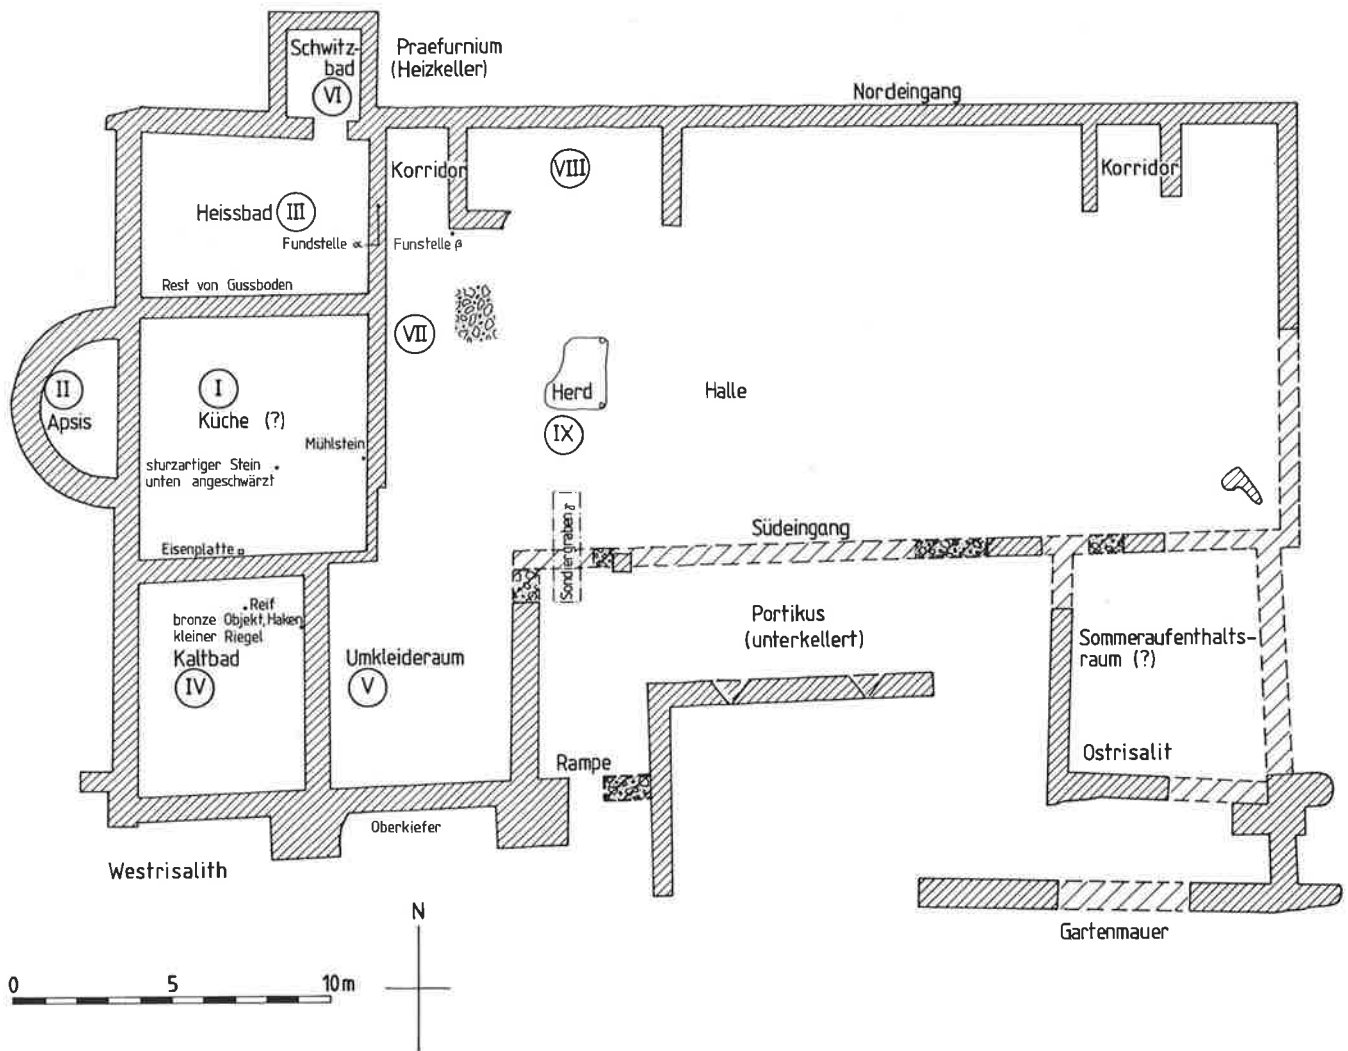 Schwitz-
bad
VI
Praefurnium
(Heizkeller)
Nordeingang
Korridor
VIII
Korridor
Heissbad III
Fundstelle α
Funstelle β
Rest von Gussboden
VII
II
Apsis
I
Küche (?)
Herd
Halle
IX
Mühlstein
sturzartiger Stein
unten angeschwärzt
Sondiergraben γ
Südeingang
Eisenplatte
Reif
bronze Objekt, Haken
kleiner Riegel
Kaltbad
IV
Umkleideraum
V
Portikus
(unterkellert)
Sommeraufenthalts-
raum (?)
Rampe
Ostrisalit
Oberkiefer
Westrisalith
N
Gartenmauer
0 5 10 m